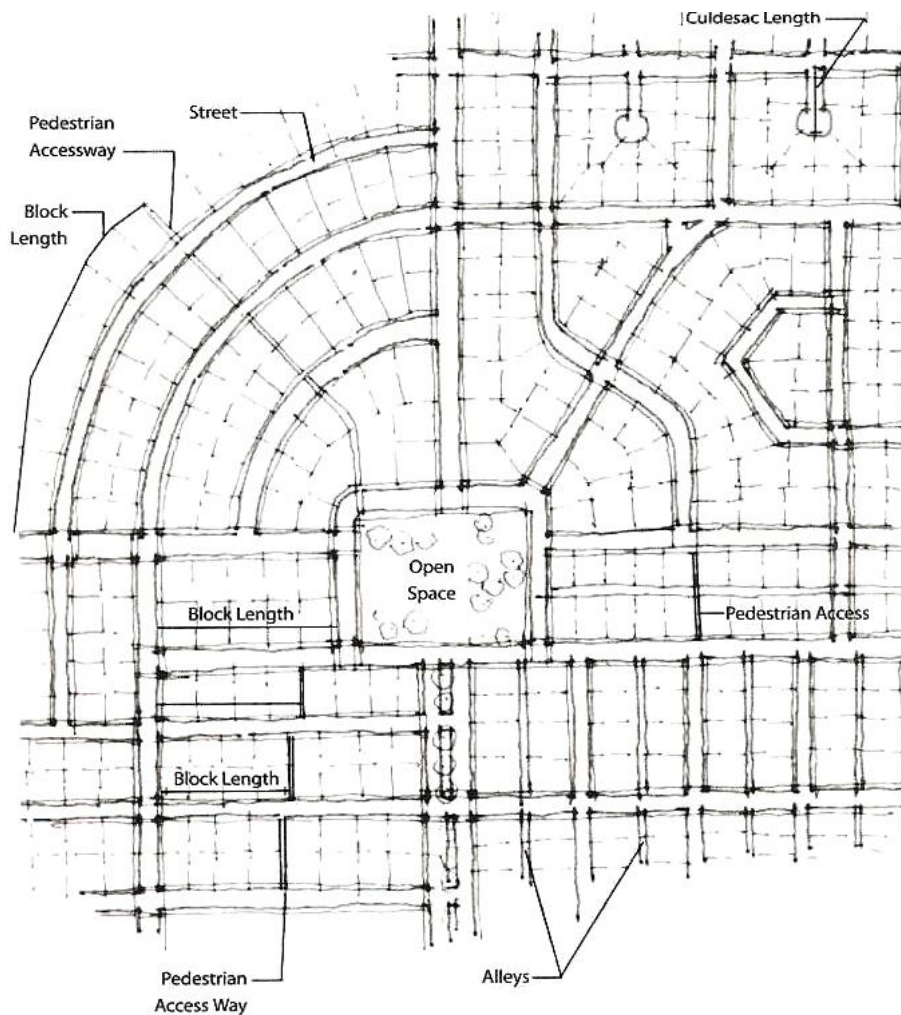 Culdesac Length
Street
Pedestrian
Accessway
Block
Length
Open
Space
Block Length
Pedestrian Access
Block Length
Pedestrian
Access Way
Alleys